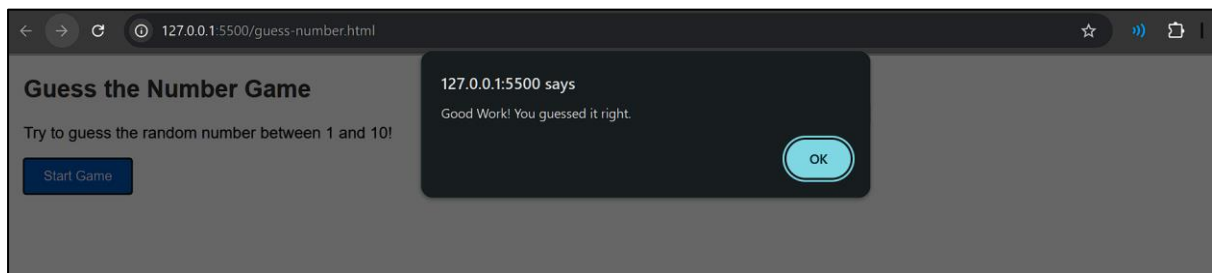 127.0.0.1:5500/guess-number.html
Guess the Number Game
Try to guess the random number between 1 and 10!
Start Game
127.0.0.1:5500 says
Good Work! You guessed it right.
OK